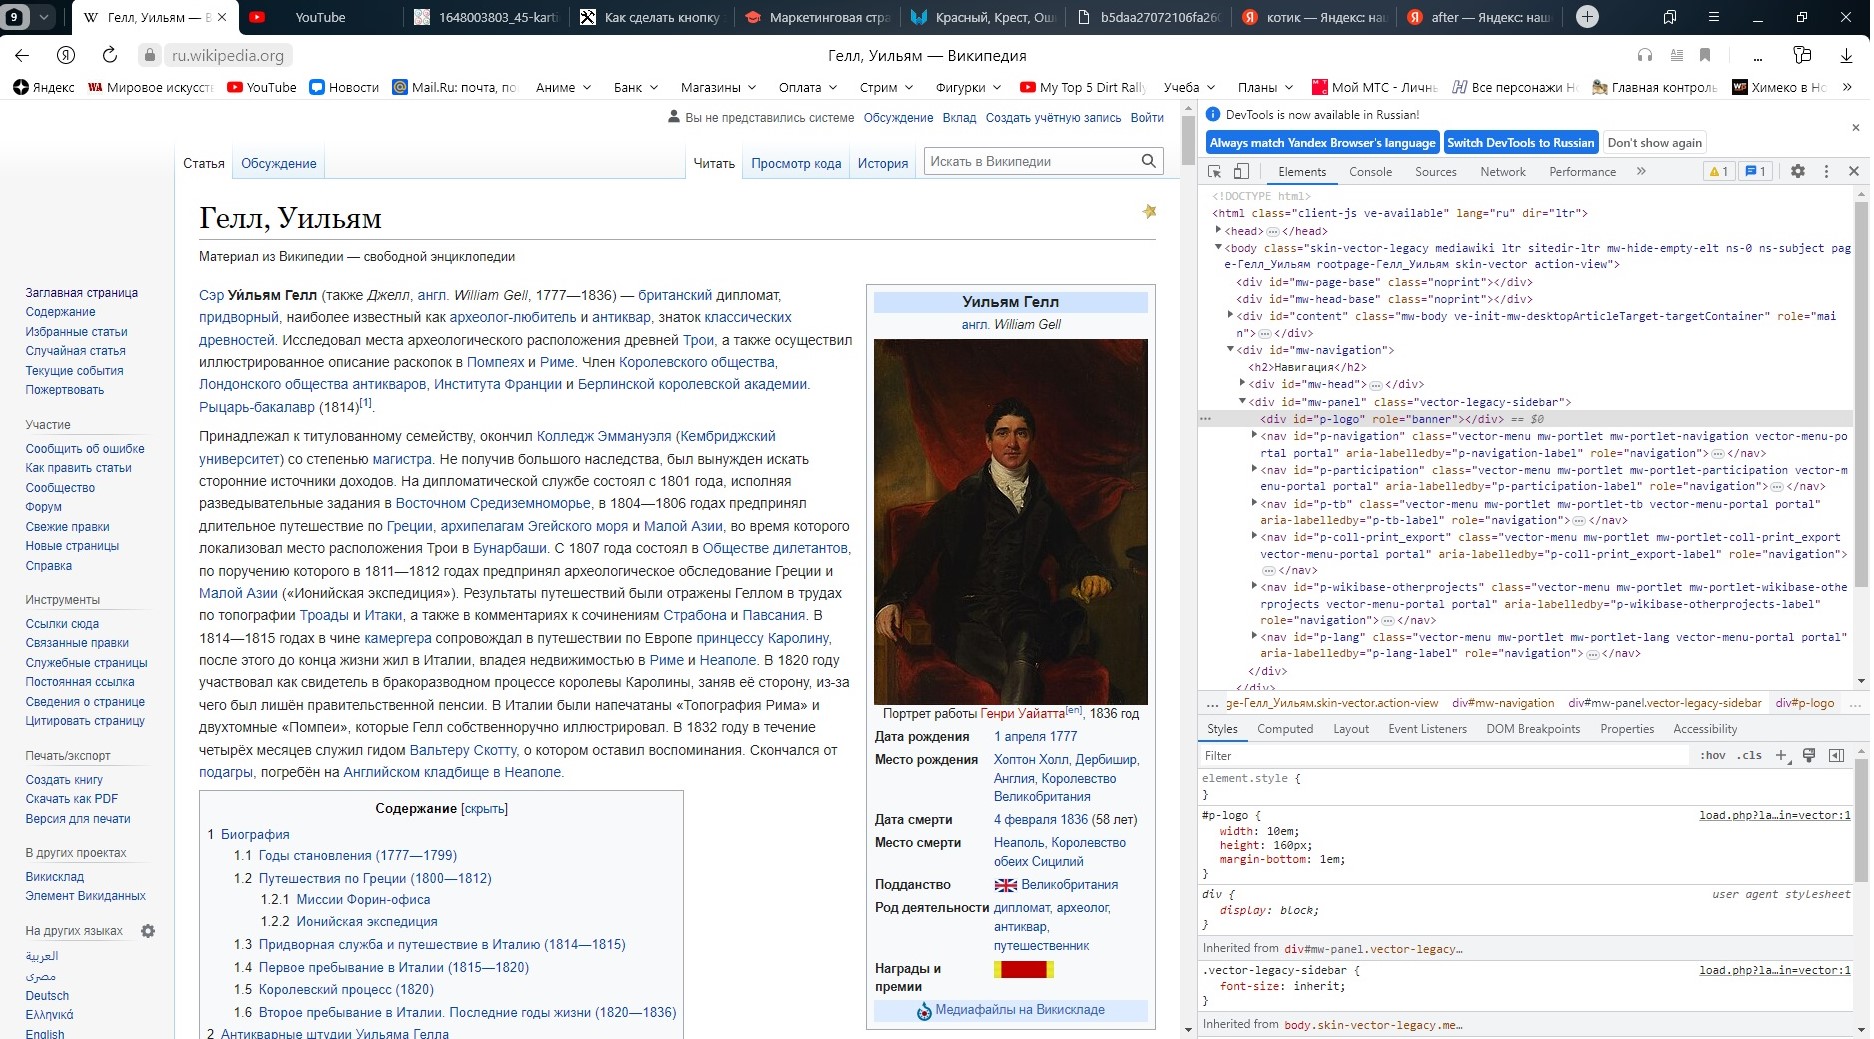 9
Гелл, Уильям — В
YouTube
1648003803_45-karti
Как сделать кнопку
Маркетинговая стра
Красный, Крест, Ош
b5daa27072106fa260
котик — Яндекс: на
after — Яндекс: наш
ru.wikipedia.org
Гелл, Уильям — Википедия
Яндекс
Мировое искусст
YouTube
Новости
Mail.Ru: почта, по
Аниме
Банк
Магазины
Оплата
Стрим
Фигурки
My Top 5 Dirt Rall
Учеба
Планы
Мой МТС - Личн
Все персонажи Н
Главная контроль
Химеко в Но
Вы не представились системе Обсуждение Вклад Создать учётную запись Войти
Статья Обсуждение
Читать Просмотр кода История
Искать в Википедии
Гелл, Уильям
Материал из Википедии — свободной энциклопедии
Заглавная страница
Содержание
Избранные статьи
Случайная статья
Текущие события
Пожертвовать
Участие
Сообщить об ошибке
Как править статьи
Сообщество
Форум
Свежие правки
Новые страницы
Справка
Инструменты
Ссылки сюда
Связанные правки
Служебные страницы
Постоянная ссылка
Сведения о странице
Цитировать страницу
Печать/экспорт
Создать книгу
Скачать как PDF
Версия для печати
В других проектах
Викисклад
Элемент Викиданных
На других языках
العربية
مصرى
Deutsch
Ελληνικά
English
Сэр Уи́льям Гелл (также Джелл, англ. William Gell, 1777—1836) — британский дипломат,
придворный, наиболее известный как археолог-любитель и антиквар, знаток классических
древностей. Исследовал места археологического расположения древней Трои, а также осуществил
иллюстрированное описание раскопок в Помпеях и Риме. Член Королевского общества,
Лондонского общества антикваров, Института Франции и Берлинской королевской академии.
Рыцарь-бакалавр (1814)[1].
Принадлежал к титулованному семейству, окончил Колледж Эммануэля (Кембриджский
университет) со степенью магистра. Не получив большого наследства, был вынужден искать
сторонние источники доходов. На дипломатической службе состоял с 1801 года, исполняя
разведывательные задания в Восточном Средиземноморье, в 1804—1806 годах предпринял
длительное путешествие по Греции, архипелагам Эгейского моря и Малой Азии, во время которого
локализовал место расположения Трои в Бунарбаши. С 1807 года состоял в Обществе дилетантов,
по поручению которого в 1811—1812 годах предпринял археологическое обследование Греции и
Малой Азии («Ионийская экспедиция»). Результаты путешествий были отражены Геллом в трудах
по топографии Троады и Итаки, а также в комментариях к сочинениям Страбона и Павсания. В
1814—1815 годах в чине камергера сопровождал в путешествии по Европе принцессу Каролину,
после этого до конца жизни жил в Италии, владея недвижимостью в Риме и Неаполе. В 1820 году
участвовал как свидетель в бракоразводном процессе королевы Каролины, заняв её сторону, из-за
чего был лишён правительственной пенсии. В Италии были напечатаны «Топография Рима» и
двухтомные «Помпеи», которые Гелл собственноручно иллюстрировал. В 1832 году в течение
четырёх месяцев служил гидом Вальтеру Скотту, о котором оставил воспоминания. Скончался от
подагры, погребён на Английском кладбище в Неаполе.
Содержание [скрыть]
1 Биография
1.1 Годы становления (1777—1799)
1.2 Путешествия по Греции (1800—1812)
1.2.1 Миссии Форин-офиса
1.2.2 Ионийская экспедиция
1.3 Придворная служба и путешествие в Италию (1814—1815)
1.4 Первое пребывание в Италии (1815—1820)
1.5 Королевский процесс (1820)
1.6 Второе пребывание в Италии. Последние годы жизни (1820—1836)
2 Антикварные штудии Уильяма Гелла
Уильям Гелл
англ. William Gell
Портрет работы Генри Уайатта[en], 1836 год
Дата рождения 1 апреля 1777
Место рождения Хоптон Холл, Дербишир,
Англия, Королевство
Великобритания
Дата смерти 4 февраля 1836 (58 лет)
Место смерти Неаполь, Королевство
обеих Сицилий
Подданство Великобритания
Род деятельности дипломат, археолог,
антиквар,
путешественник
Награды и
премии
Медиафайлы на Викискладе
DevTools is now available in Russian!
Always match Yandex Browser's language Switch DevTools to Russian Don't show again
Elements Console Sources Network Performance » 1 1
<!DOCTYPE html>
<html class="client-js ve-available" lang="ru" dir="ltr">
<head>…</head>
<body class="skin-vector-legacy mediawiki ltr sitedir-ltr mw-hide-empty-elt ns-0 ns-subject pag
e-Гелл_Уильям rootpage-Гелл_Уильям skin-vector action-view">
<div id="mw-page-base" class="noprint"></div>
<div id="mw-head-base" class="noprint"></div>
<div id="content" class="mw-body ve-init-mw-desktopArticleTarget-targetContainer" role="mai
n">…</div>
<div id="mw-navigation">
<h2>Навигация</h2>
<div id="mw-head">…</div>
<div id="mw-panel" class="vector-legacy-sidebar">
<div id="p-logo" role="banner"></div> == $0
<nav id="p-navigation" class="vector-menu mw-portlet mw-portlet-navigation vector-menu-po
rtal portal" aria-labelledby="p-navigation-label" role="navigation">…</nav>
<nav id="p-participation" class="vector-menu mw-portlet mw-portlet-participation vector-m
enu-portal portal" aria-labelledby="p-participation-label" role="navigation">…</nav>
<nav id="p-tb" class="vector-menu mw-portlet mw-portlet-tb vector-menu-portal portal"
aria-labelledby="p-tb-label" role="navigation">…</nav>
<nav id="p-coll-print_export" class="vector-menu mw-portlet mw-portlet-coll-print_export
vector-menu-portal portal" aria-labelledby="p-coll-print_export-label" role="navigation">
…</nav>
<nav id="p-wikibase-otherprojects" class="vector-menu mw-portlet mw-portlet-wikibase-othe
rprojects vector-menu-portal portal" aria-labelledby="p-wikibase-otherprojects-label"
role="navigation">…</nav>
<nav id="p-lang" class="vector-menu mw-portlet mw-portlet-lang vector-menu-portal portal"
aria-labelledby="p-lang-label" role="navigation">…</nav>
</div>
</div>
… ge-Гелл_Уильям.skin-vector.action-view div#mw-navigation div#mw-panel.vector-legacy-sidebar div#p-logo …
Styles Computed Layout Event Listeners DOM Breakpoints Properties Accessibility
Filter :hov .cls +
element.style {
}
#p-logo { load.php?la…in=vector:1
width: 10em;
height: 160px;
margin-bottom: 1em;
}
div { user agent stylesheet
display: block;
}
Inherited from div#mw-panel.vector-legacy…
.vector-legacy-sidebar { load.php?la…in=vector:1
font-size: inherit;
}
Inherited from body.skin-vector-legacy.me…